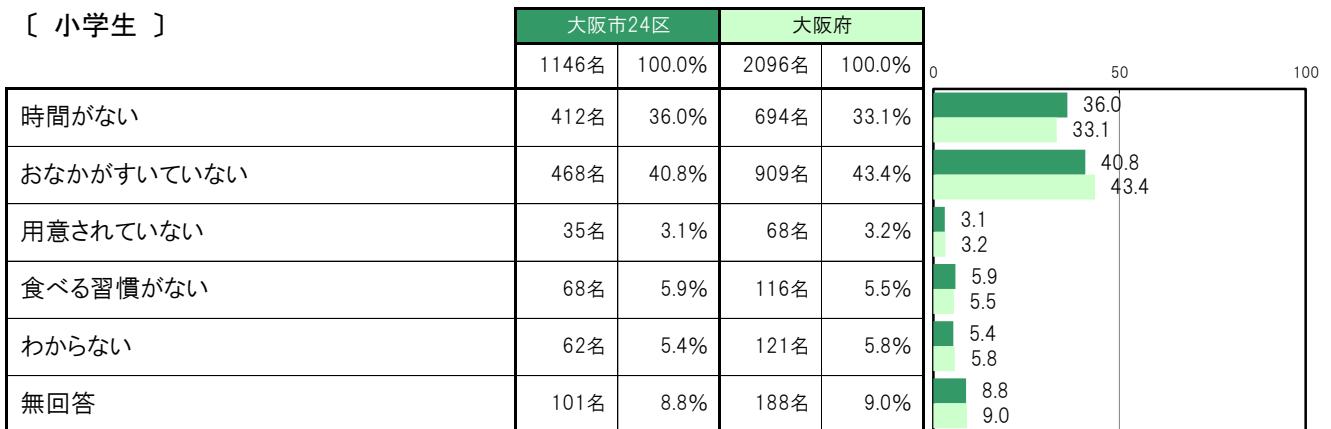 〔 小学生 〕
大阪市24区 大阪府
1146名 100.0% 2096名 100.0%
0 50 100
時間がない 412名 36.0% 694名 33.1%
36.0
33.1
おなかがすいていない 468名 40.8% 909名 43.4%
40.8
43.4
用意されていない 35名 3.1% 68名 3.2%
3.1
3.2
食べる習慣がない 68名 5.9% 116名 5.5%
5.9
5.5
わからない 62名 5.4% 121名 5.8%
5.4
5.8
無回答 101名 8.8% 188名 9.0%
8.8
9.0